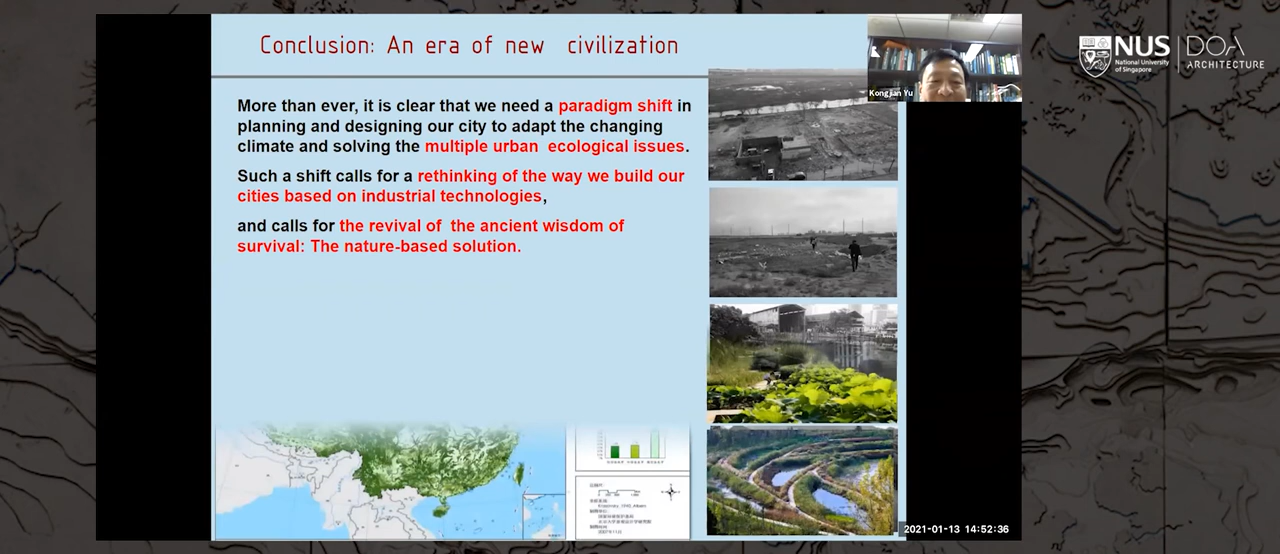 Conclusion: An era of new civilization
NUS
National University
of Singapore
DOA
ARCHITECTURE
Kongjian Yu
More than ever, it is clear that we need a paradigm shift in
planning and designing our city to adapt the changing
climate and solving the multiple urban ecological issues.
Such a shift calls for a rethinking of the way we build our
cities based on industrial technologies,
and calls for the revival of the ancient wisdom of
survival: The nature-based solution.
2021-01-13 14:52:36